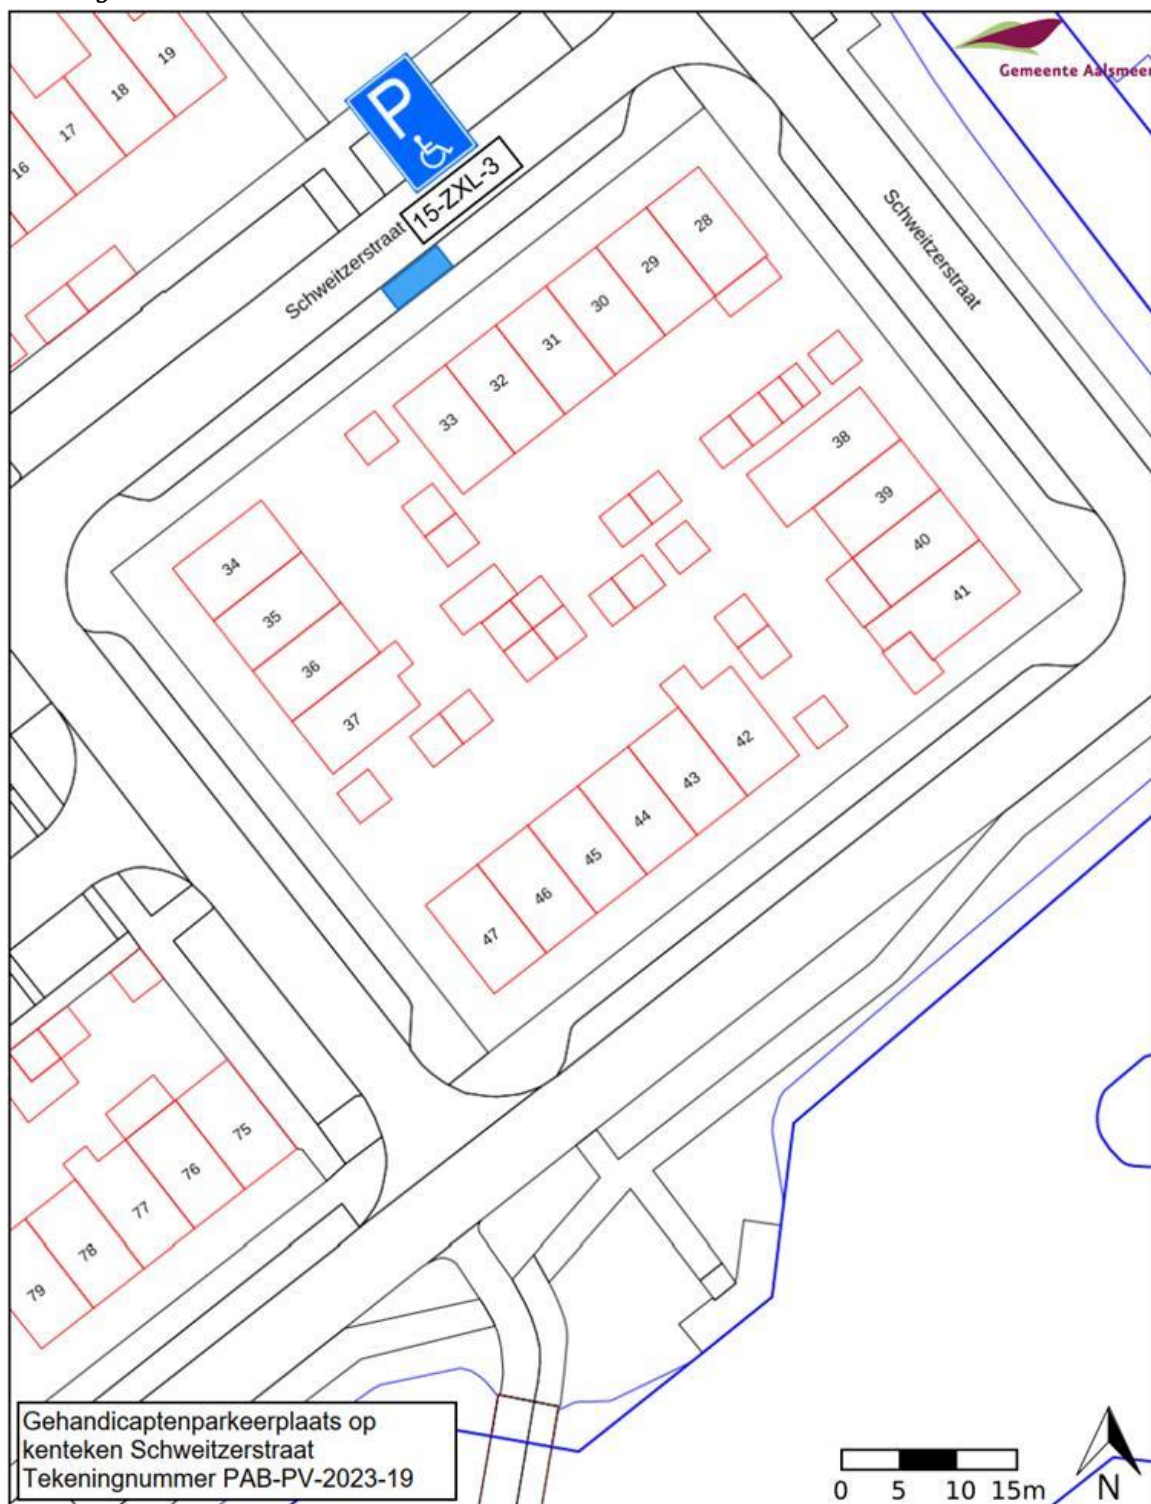 Gemeente Aalsmeer
19
18
17
16
P
15-ZXL-3
Schweitzerstraat
Schweitzerstraat
28
29
30
31
32
33
38
39
40
41
34
35
36
37
42
43
44
45
46
47
75
76
77
78
79
Gehandicaptenparkeerplaats op
kenteken Schweitzerstraat
Tekeningnummer PAB-PV-2023-19
0 5 10 15m
N